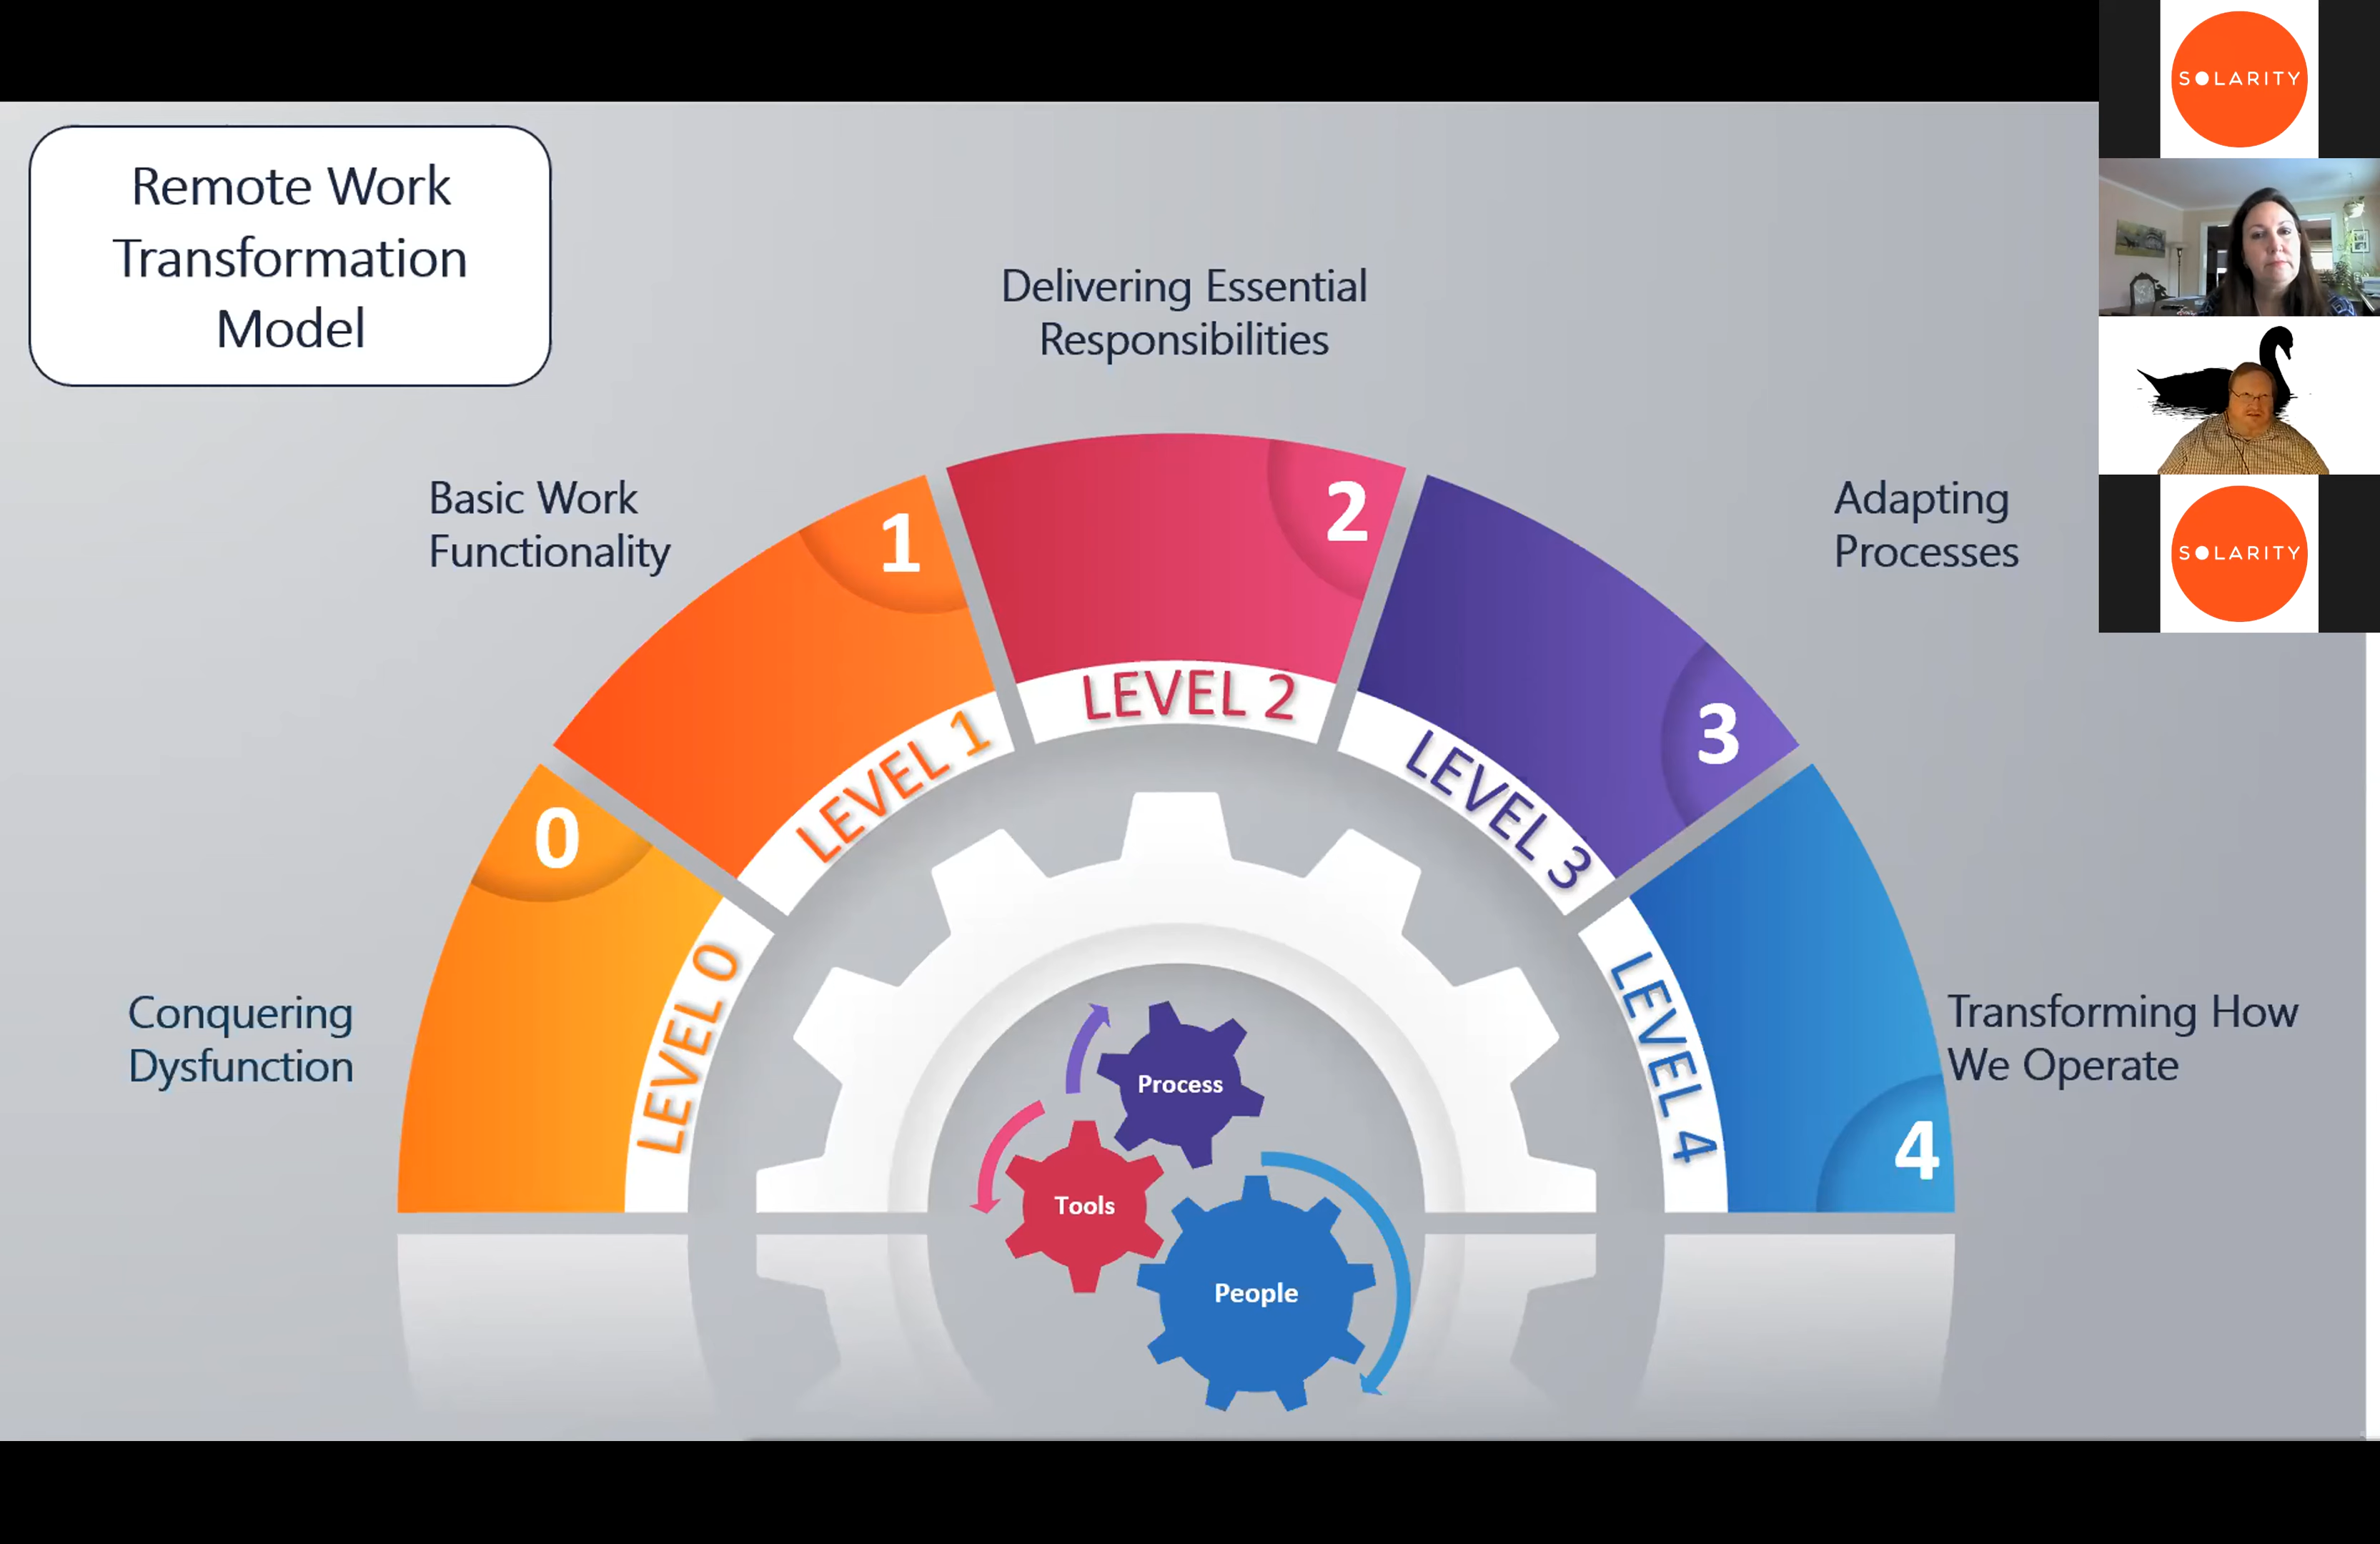 Remote Work
Transformation
Model
Delivering Essential
Responsibilities
Basic Work
Functionality
Adapting
Processes
Conquering
Dysfunction
Transforming How
We Operate
0
1
2
3
4
LEVEL 0
LEVEL 1
LEVEL 2
LEVEL 3
LEVEL 4
Process
Tools
People
SOLARITY
SOLARITY